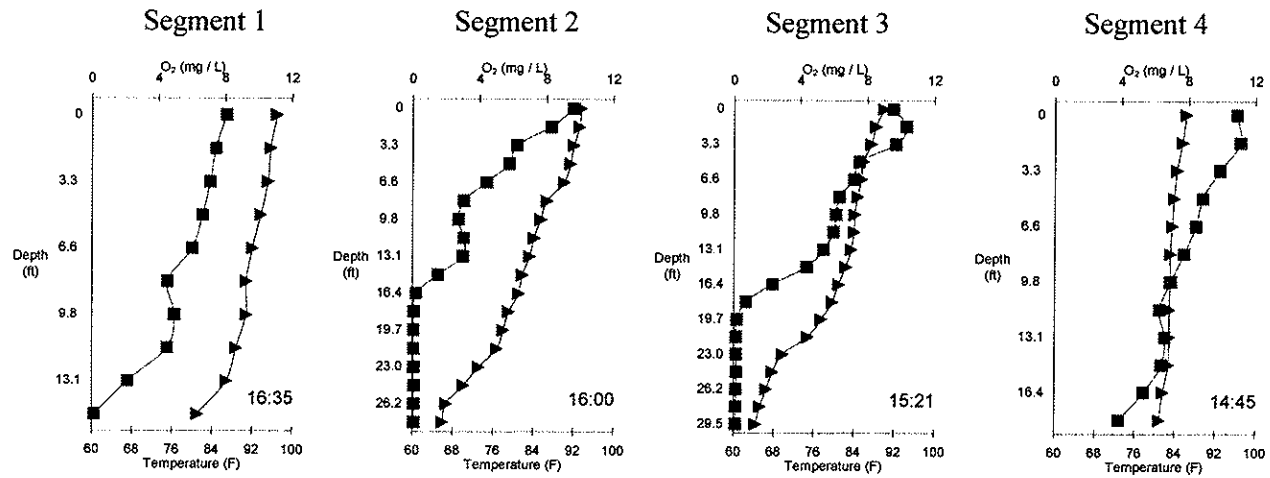 Segment 1
Segment 2
Segment 3
Segment 4
O₂ (mg / L)
0 4 8 12
0
3.3
6.6
9.8
13.1
Depth
(ft)
16:35
60 76 84 92 100
Temperature (F)
O₂ (mg / L)
0 4 8 12
0
3.3
6.6
9.8
13.1
16.4
19.7
23.0
26.2
Depth
(ft)
16:00
60 68 76 84 92 100
Temperature (F)
O₂ (mg / L)
0 4 8 12
0
3.3
6.6
9.8
13.1
16.4
19.7
23.0
26.2
29.5
Depth
(ft)
15:21
60 68 76 84 92 100
Temperature (F)
O₂ (mg / L)
0 4 8 12
0
3.3
6.6
9.8
13.1
16.4
Depth
(ft)
14:45
60 68 76 84 92 100
Temperature (F)